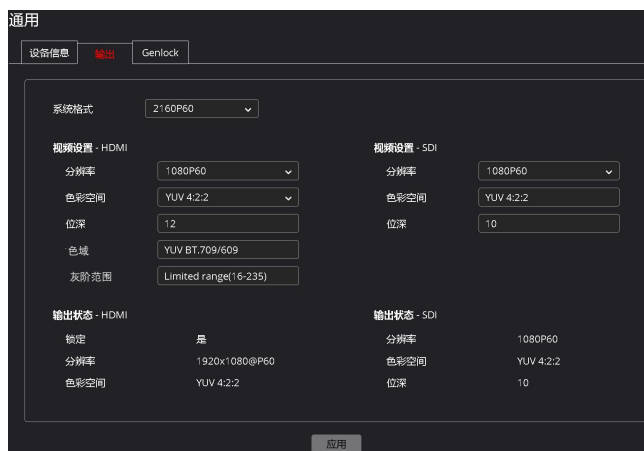 通用
设备信息 输出 Genlock
系统格式 2160P60
视频设置 - HDMI 视频设置 - SDI
分辨率 1080P60 分辨率 1080P60
色彩空间 YUV 4:2:2 色彩空间 YUV 4:2:2
位深 12 位深 10
色域 YUV BT.709/609
灰阶范围 Limited range(16-235)
输出状态 - HDMI 输出状态 - SDI
锁定 是 分辨率 1080P60
分辨率 1920x1080@P60 色彩空间 YUV 4:2:2
色彩空间 YUV 4:2:2 位深 10
应用